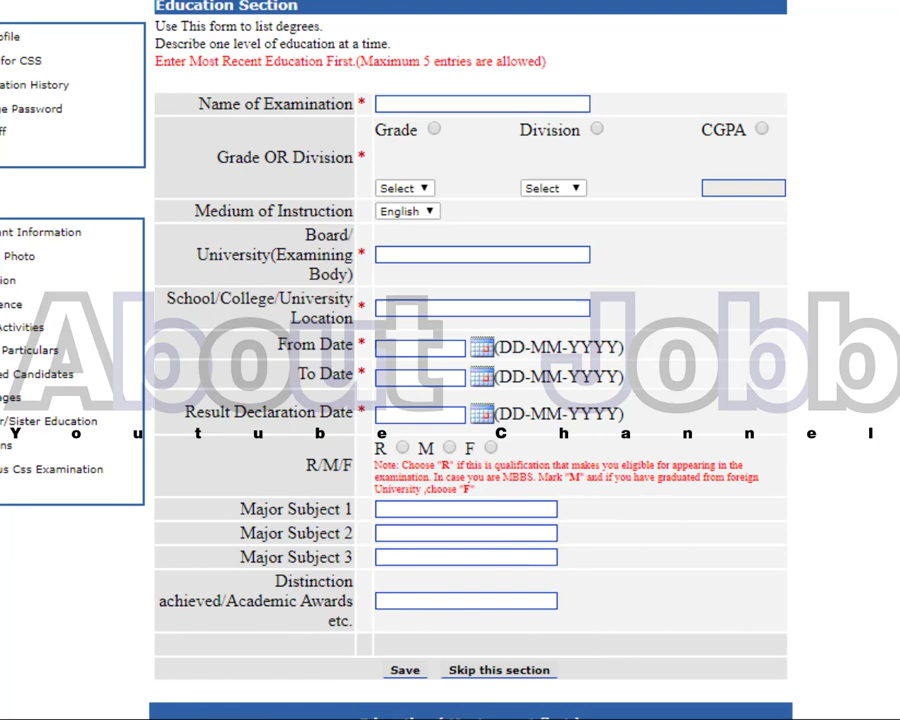 Education Section
Use This form to list degrees.
Describe one level of education at a time.
Enter Most Recent Education First.(Maximum 5 entries are allowed)
ofile
for CSS
ation History
ge Password
ff
Name of Examination *
Grade
Division
CGPA
Grade OR Division *
Select ▼
Select ▼
Medium of Instruction
English ▼
Board/
University(Examining *
Body)
School/College/University *
Location
From Date *
(DD-MM-YYYY)
To Date *
(DD-MM-YYYY)
Result Declaration Date *
(DD-MM-YYYY)
R M F
R/M/F
Note: Choose "R" if this is qualification that makes you eligible for appearing in the
examination. In case you are MBBS. Mark "M" and if you have graduated from foreign
University ,choose "F"
Major Subject 1
Major Subject 2
Major Subject 3
Distinction
achieved/Academic Awards
etc.
Save
Skip this section
ant Information
Photo
ion
ence
Activities
Particulars
ed Candidates
ages
r/Sister Education
ns
us Css Examination
About Jobb
Youtube Channel